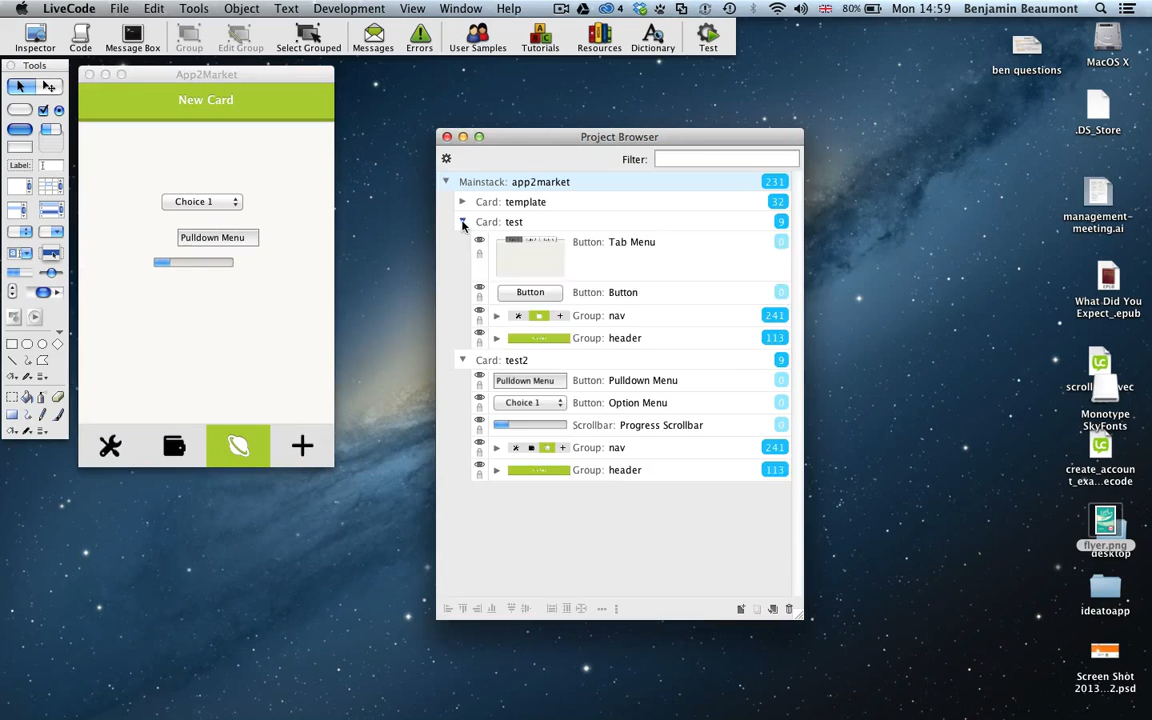 LiveCode File Edit Tools Object Text Development View Window Help 4 80% Mon 14:59 Benjamin Beaumont
Inspector Code Message Box Group Edit Group Select Grouped Messages Errors User Samples Tutorials Resources Dictionary Test
Tools
Label:
App2Market
New Card
Choice 1
Pulldown Menu
Project Browser
Filter:
Mainstack: app2market 231
Card: template 32
Card: test 9
Button: Tab Menu 0
Button Button: Button 0
Group: nav 241
Group: header 113
Card: test2 9
Pulldown Menu Button: Pulldown Menu 0
Choice 1 Button: Option Menu 0
Scrollbar: Progress Scrollbar 0
Group: nav 241
Group: header 113
ben questions
MacOS X
.DS_Store
management-
meeting.ai
What Did You
Expect_.epub
Monotype
SkyFonts
create_account
_exa...ecode
flyer.png
desktop
ideatoapp
Screen Shot
2013...2.psd